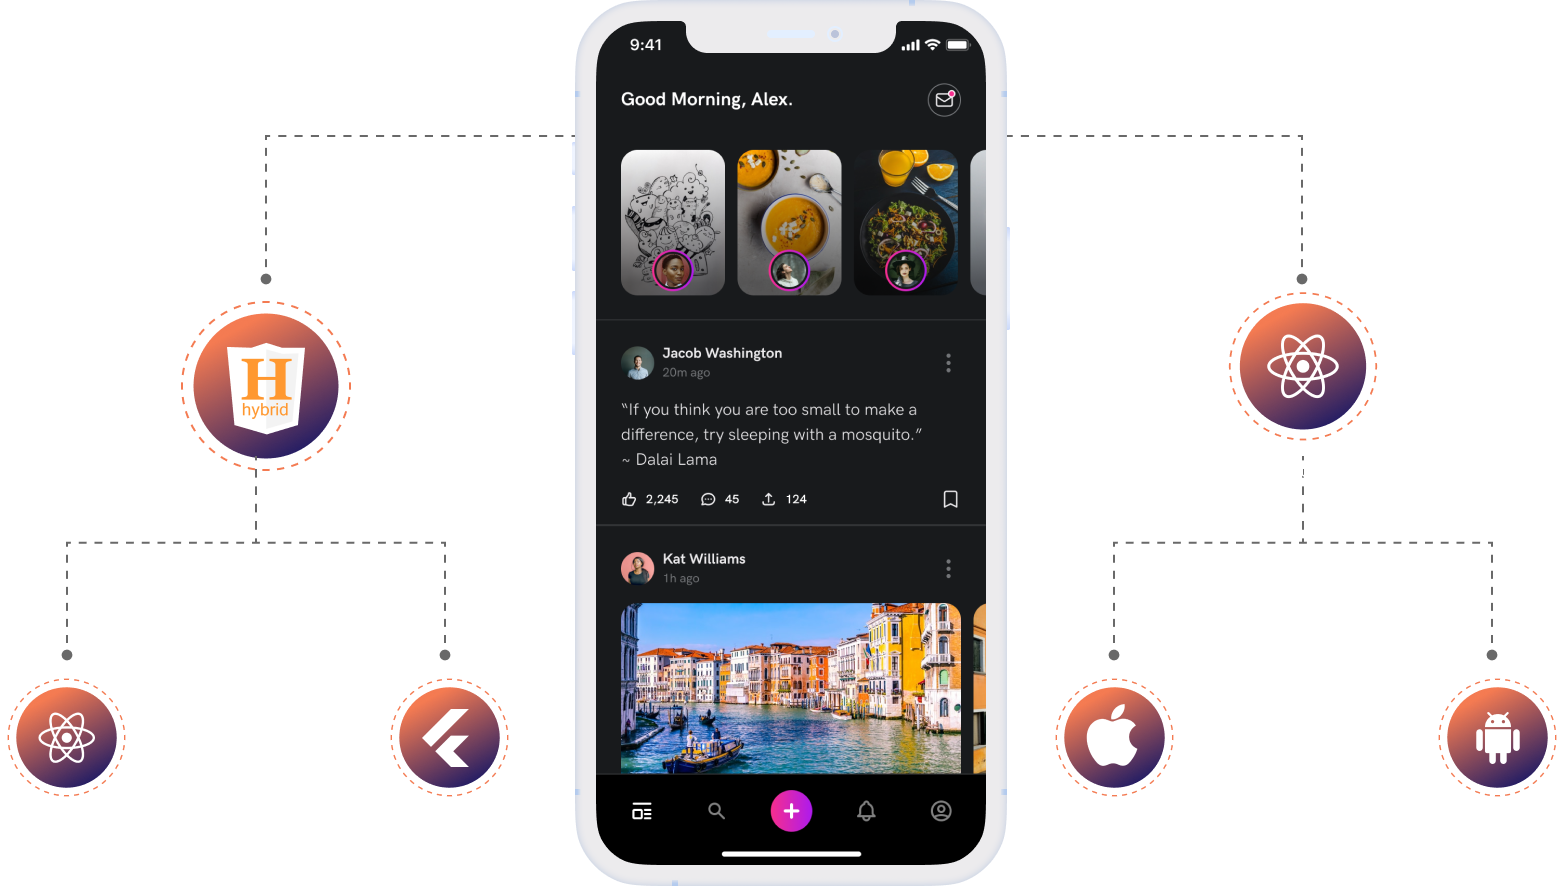 9:41
Good Morning, Alex.
Jacob Washington
20m ago
“If you think you are too small to make a
difference, try sleeping with a mosquito.”
~ Dalai Lama
2,245 45 124
Kat Williams
1h ago
H
hybrid